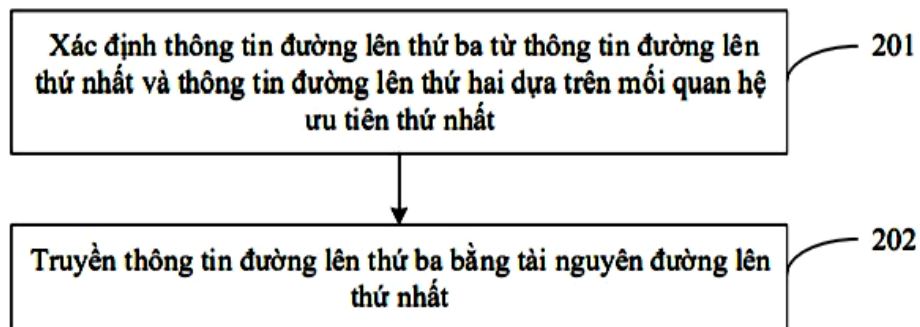 Xác định thông tin đường lên thứ ba từ thông tin đường lên
thứ nhất và thông tin đường lên thứ hai dựa trên mối quan hệ
ưu tiên thứ nhất
201
Truyền thông tin đường lên thứ ba bằng tài nguyên đường lên
thứ nhất
202